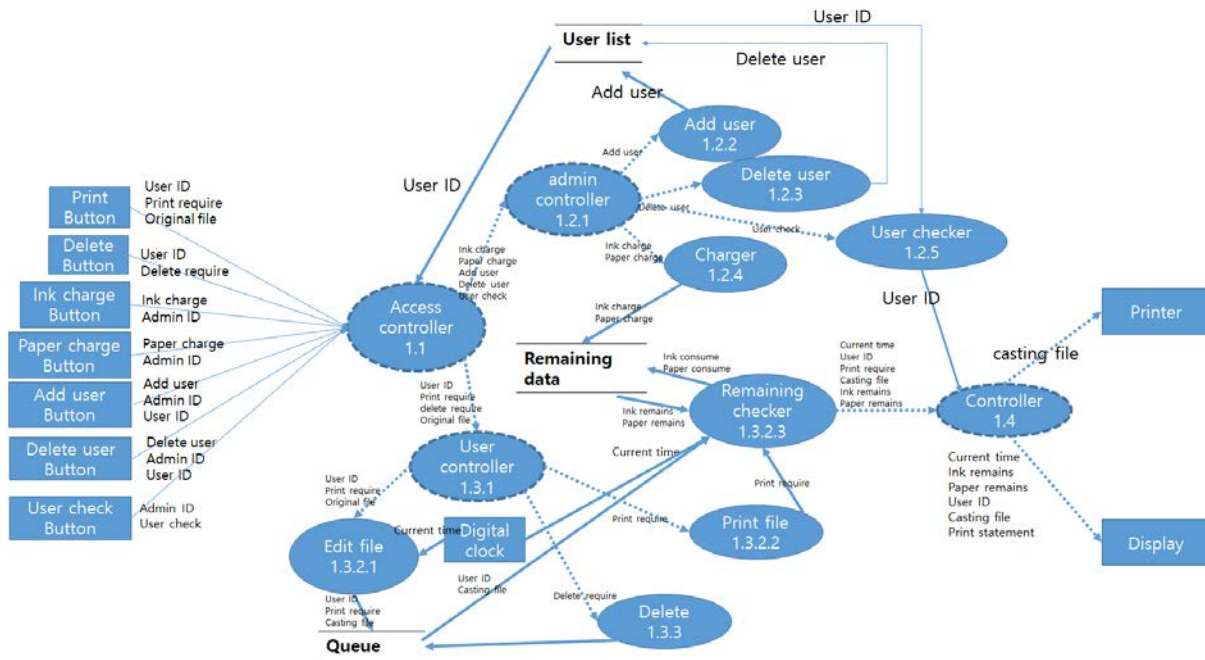 User ID
User list
Delete user
Add user
Add user
1.2.2
Add user
Delete user
1.2.3
User ID
admin
controller
1.2.1
Delete user
User check
User checker
1.2.5
Print
Button
User ID
Print require
Original file
Delete
Button
User ID
Delete require
Ink charge
Button
Ink charge
Admin ID
Paper charge
Button
Paper charge
Admin ID
Add user
Button
Add user
Admin ID
User ID
Delete user
Button
Delete user
Admin ID
User ID
User check
Button
Admin ID
User check
Access
controller
1.1
Ink charge
Paper charge
Add user
Delete user
User check
Ink charge
Paper charge
Charger
1.2.4
Ink charge
Paper charge
User ID
Printer
casting file
Remaining
data
Ink consume
Paper consume
Ink remains
Paper remains
Remaining
checker
1.3.2.3
Current time
User ID
Print require
Casting file
Ink remains
Paper remains
Controller
1.4
User ID
Print require
delete require
Original file
User
controller
1.3.1
Current time
Current time
Ink remains
Paper remains
User ID
Casting file
Print statement
Display
User ID
Print require
Original file
Print require
Print require
Print file
1.3.2.2
Edit file
1.3.2.1
Current time
Digital
clock
User ID
Casting file
User ID
Print require
Casting file
Delete require
Delete
1.3.3
Queue